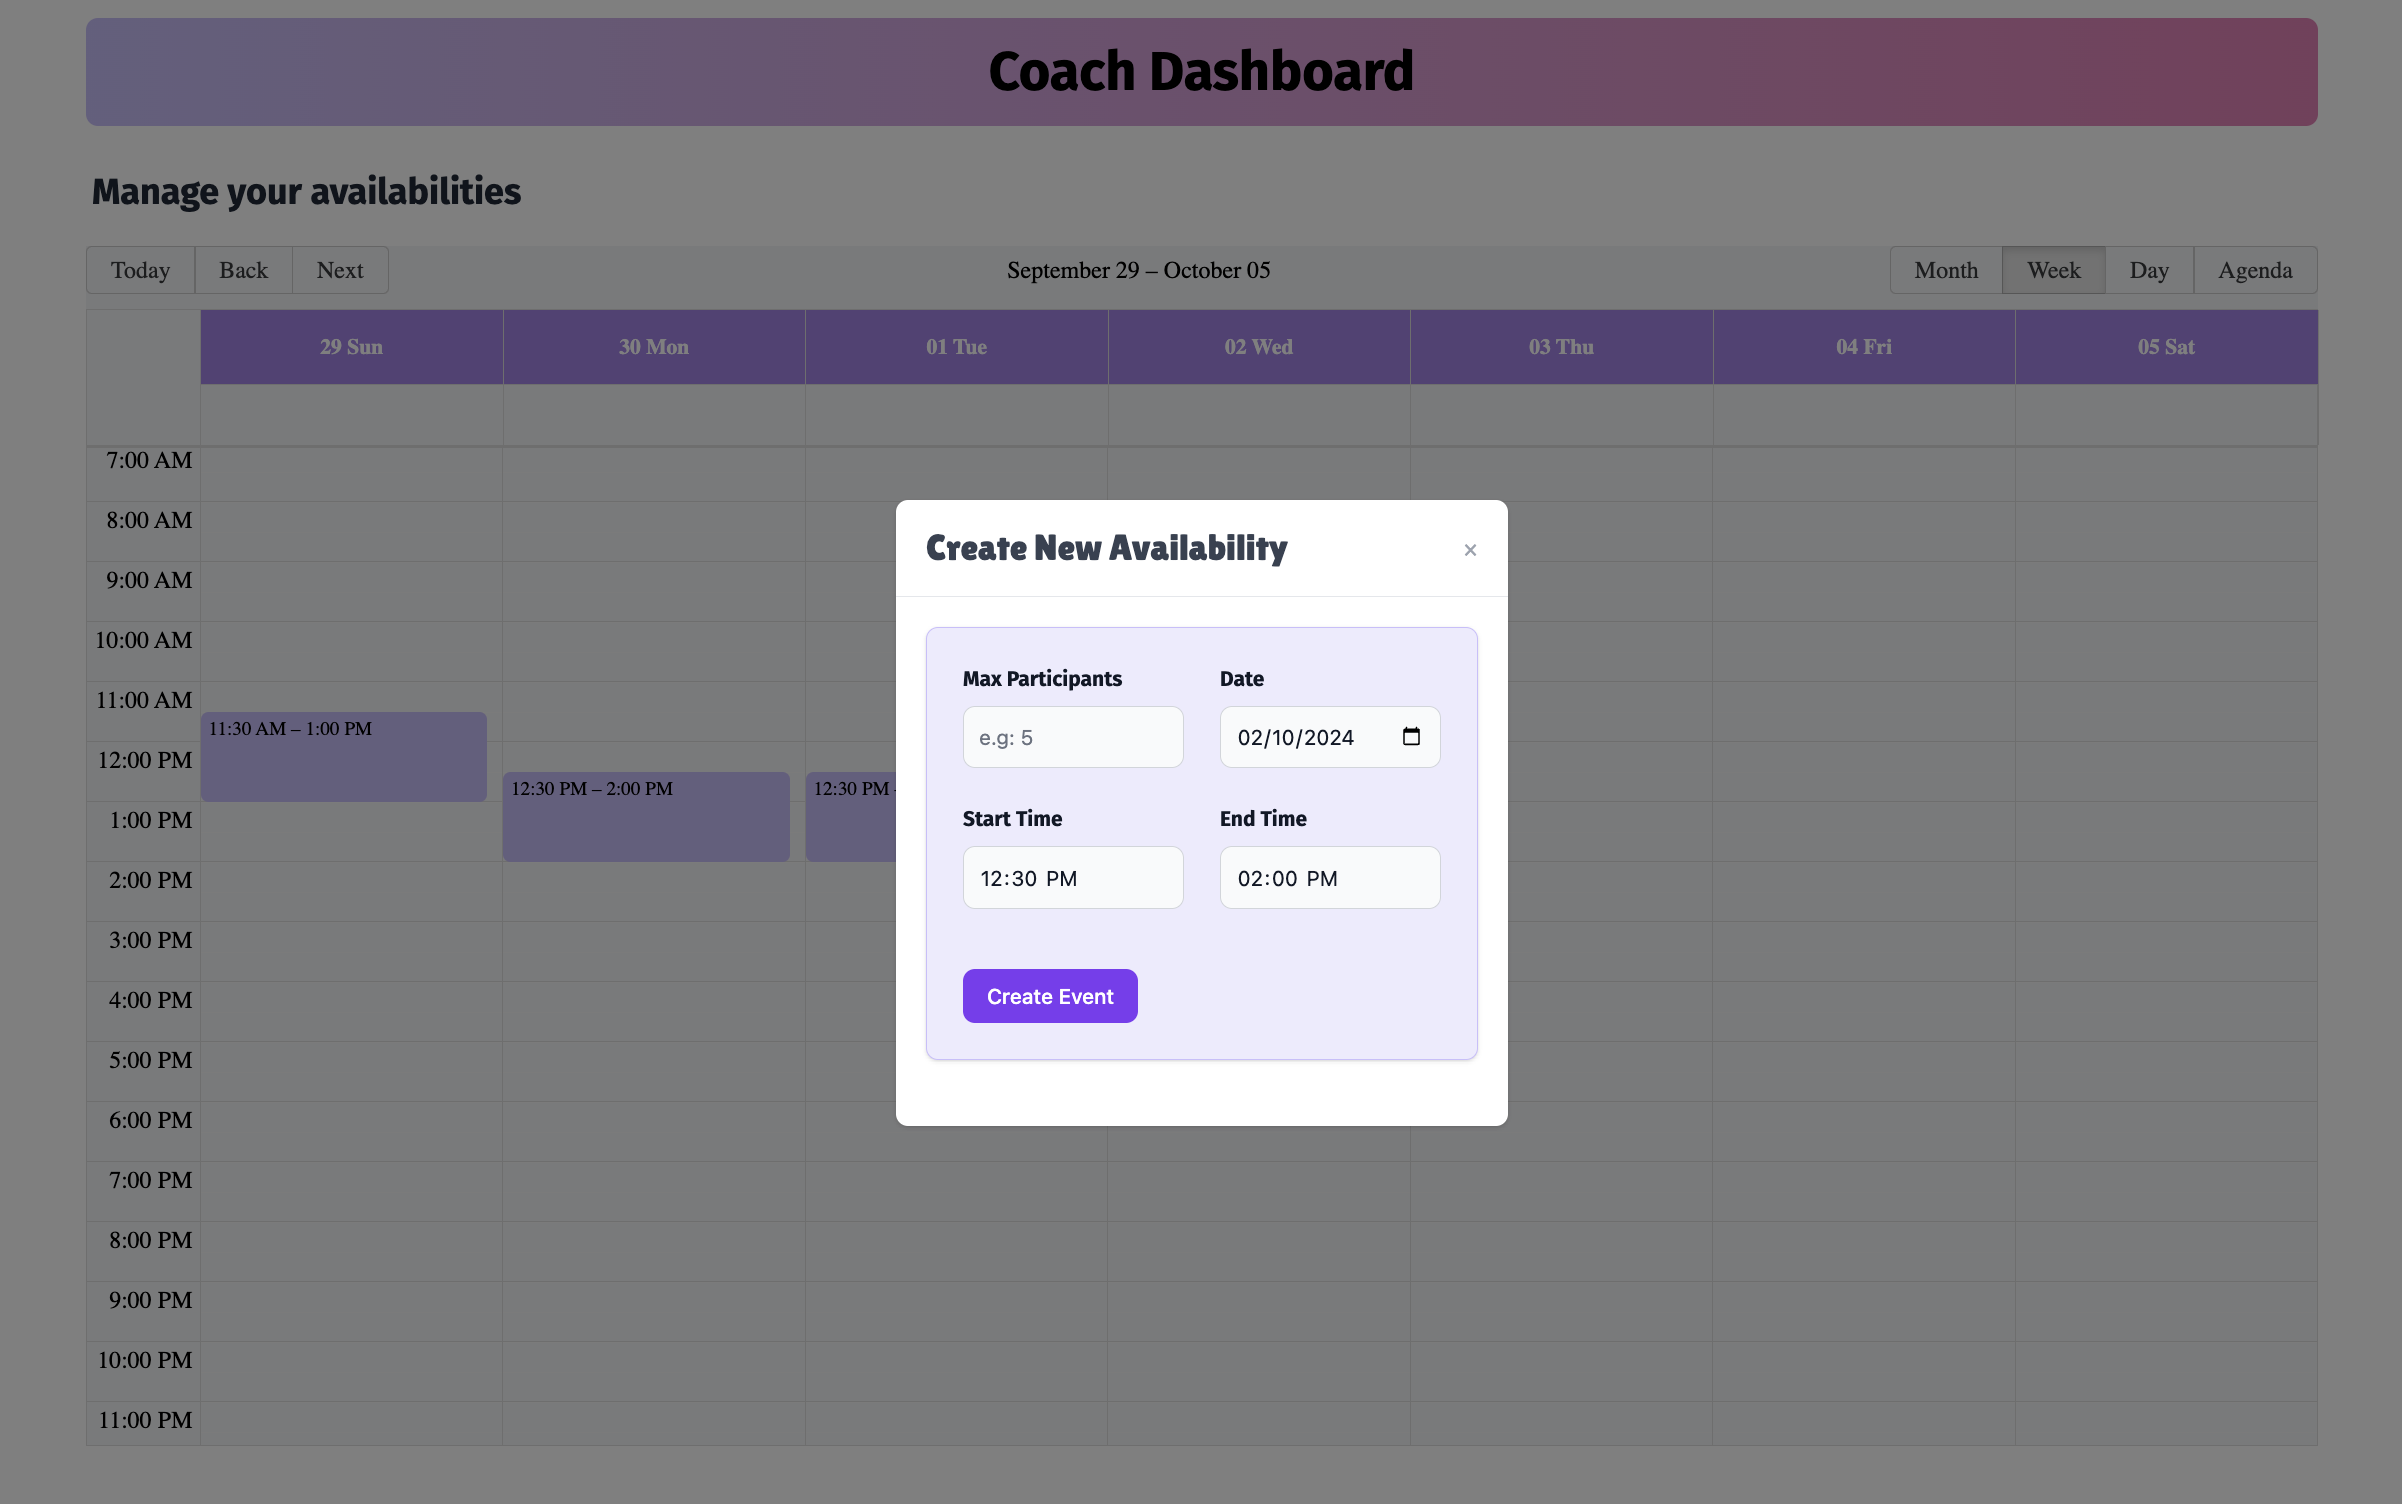 Coach Dashboard
Manage your availabilities
Today Back Next September 29 – October 05 Month Week Day Agenda
29 Sun 30 Mon 01 Tue 02 Wed 03 Thu 04 Fri 05 Sat
7:00 AM
8:00 AM
9:00 AM
10:00 AM
11:00 AM
12:00 PM
1:00 PM
2:00 PM
3:00 PM
4:00 PM
5:00 PM
6:00 PM
7:00 PM
8:00 PM
9:00 PM
10:00 PM
11:00 PM
11:30 AM – 1:00 PM
12:30 PM – 2:00 PM
12:30 PM
Create New Availability ×
Max Participants Date
e.g: 5 02/10/2024
Start Time End Time
12:30 PM 02:00 PM
Create Event